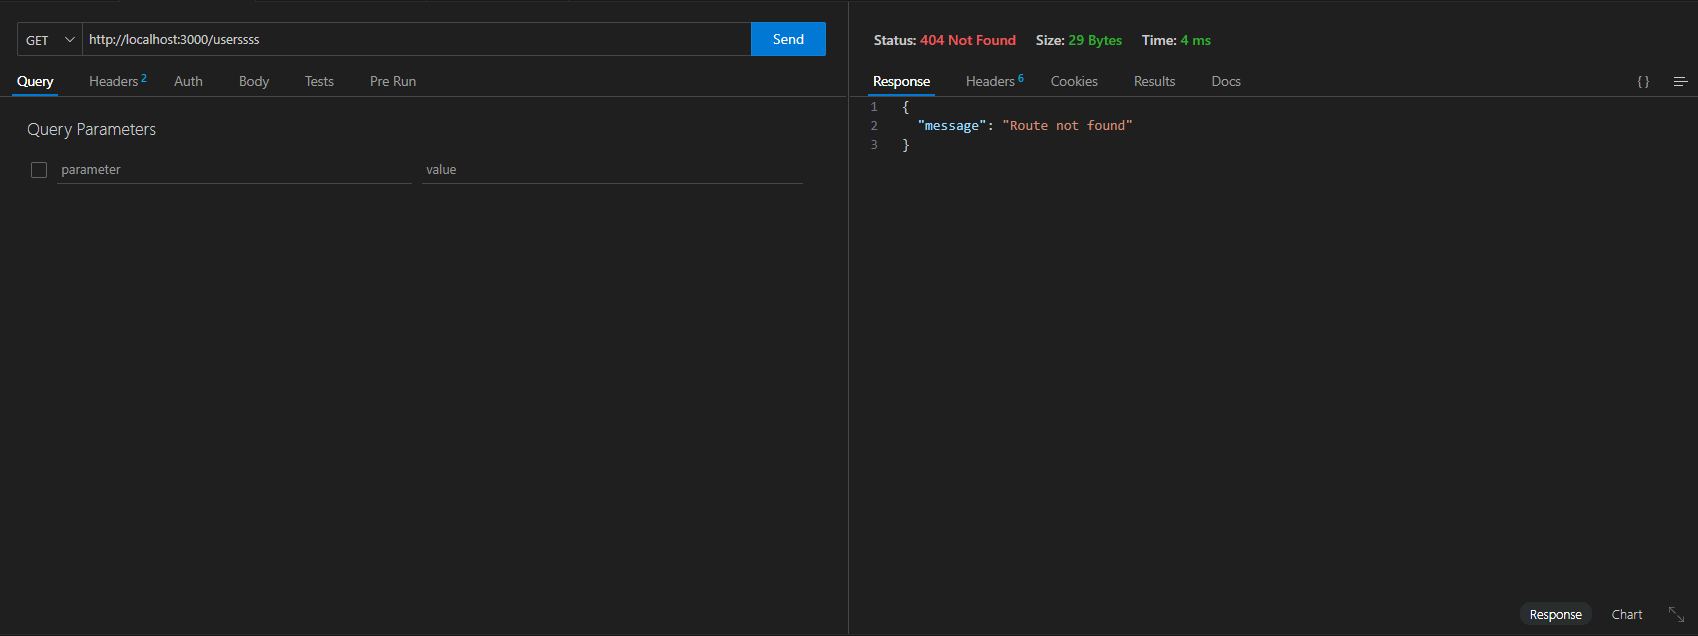 GET http://localhost:3000/userssss Send
Query Headers 2 Auth Body Tests Pre Run
Query Parameters
parameter value
Status: 404 Not Found Size: 29 Bytes Time: 4 ms
Response Headers 6 Cookies Results Docs { }
1 {
2 "message": "Route not found"
3 }
Response Chart